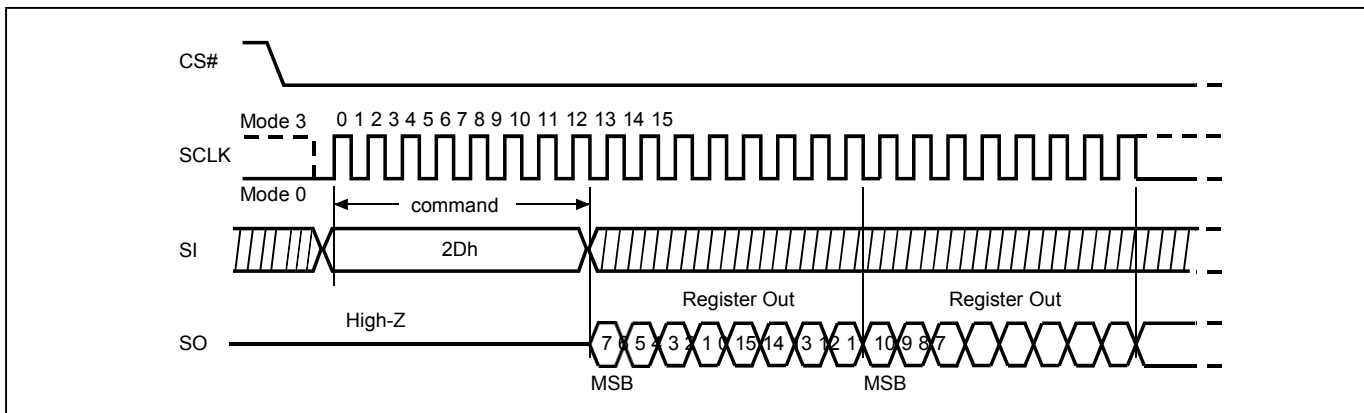 CS#
Mode 3
0 1 2 3 4 5 6 7 8 9 10 11 12 13 14 15
SCLK
Mode 0
command
SI
2Dh
Register Out
Register Out
High-Z
SO
7 6 5 4 3 2 1 0 15 14 13 12 11 10 9 8 7
MSB
MSB